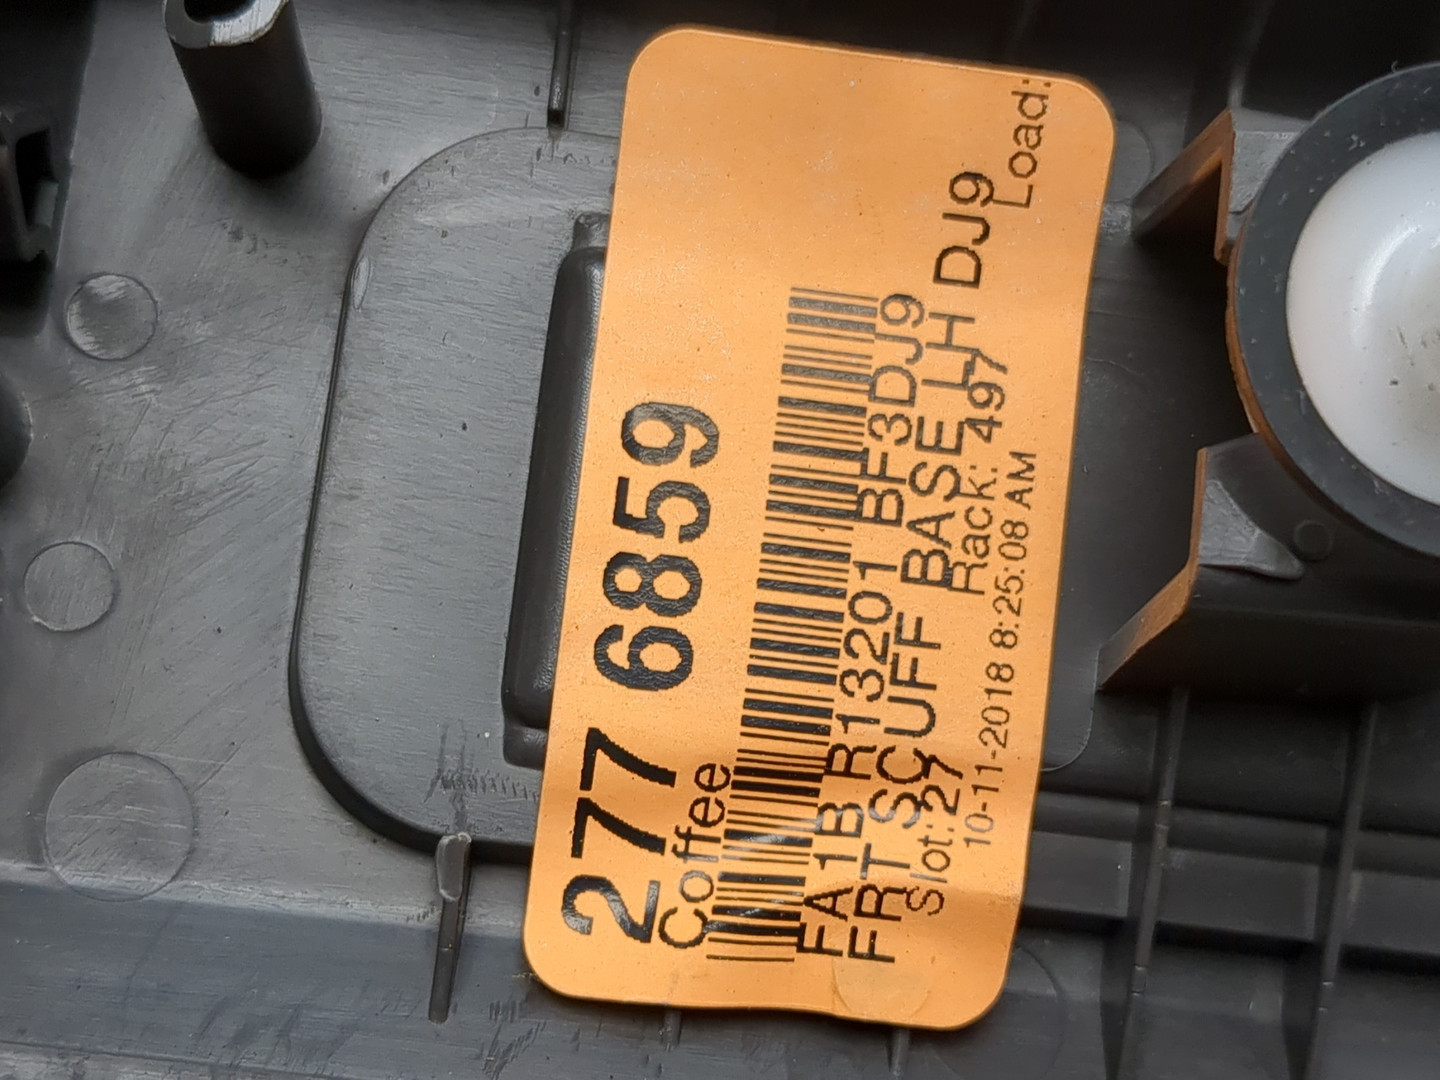 277 6859
Coffee
FA1B R13201 BF3DJ9
FRT SCUFF BASE LH DJ9
Slot: 27 Rack: 497 Load:
10-11-2018 8:25:08 AM